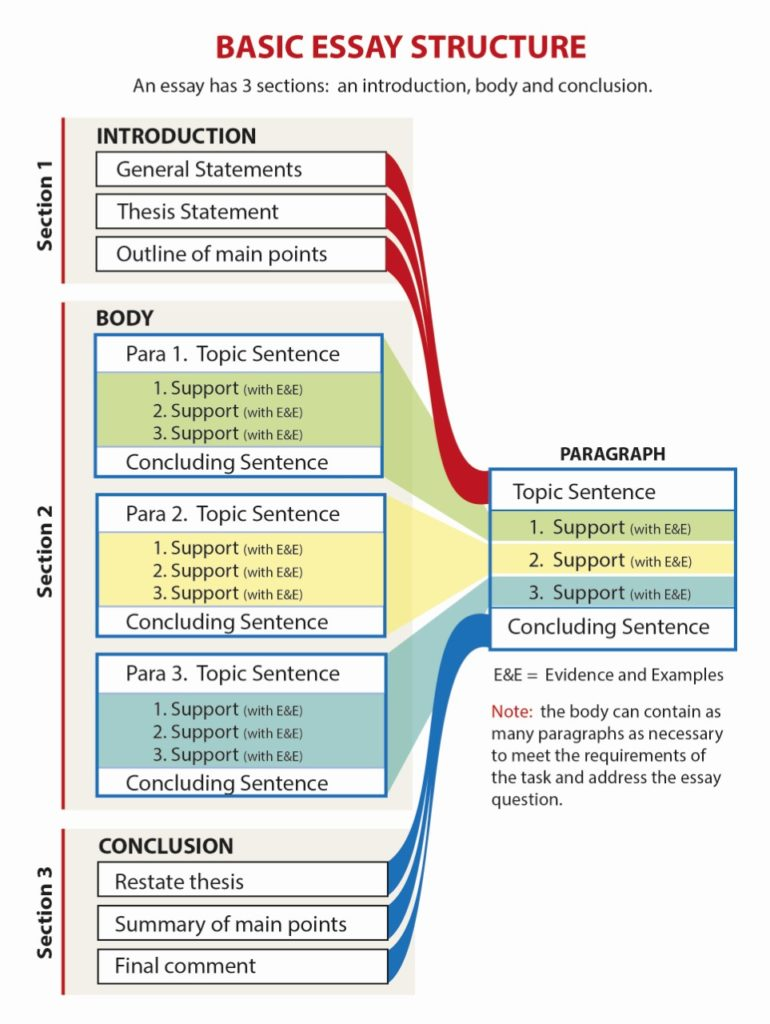 BASIC ESSAY STRUCTURE
An essay has 3 sections:  an introduction, body and conclusion.
Section 1
INTRODUCTION
General Statements
Thesis Statement
Outline of main points
Section 2
BODY
Para 1.  Topic Sentence
1. Support (with E&E)
2. Support (with E&E)
3. Support (with E&E)
Concluding Sentence
Para 2.  Topic Sentence
1. Support (with E&E)
2. Support (with E&E)
3. Support (with E&E)
Concluding Sentence
Para 3.  Topic Sentence
1. Support (with E&E)
2. Support (with E&E)
3. Support (with E&E)
Concluding Sentence
PARAGRAPH
Topic Sentence
1.  Support (with E&E)
2.  Support (with E&E)
3.  Support (with E&E)
Concluding Sentence
E&E =  Evidence and Examples
Note:  the body can contain as
many paragraphs as necessary
to meet the requirements of
the task and address the essay
question.
Section 3
CONCLUSION
Restate thesis
Summary of main points
Final comment